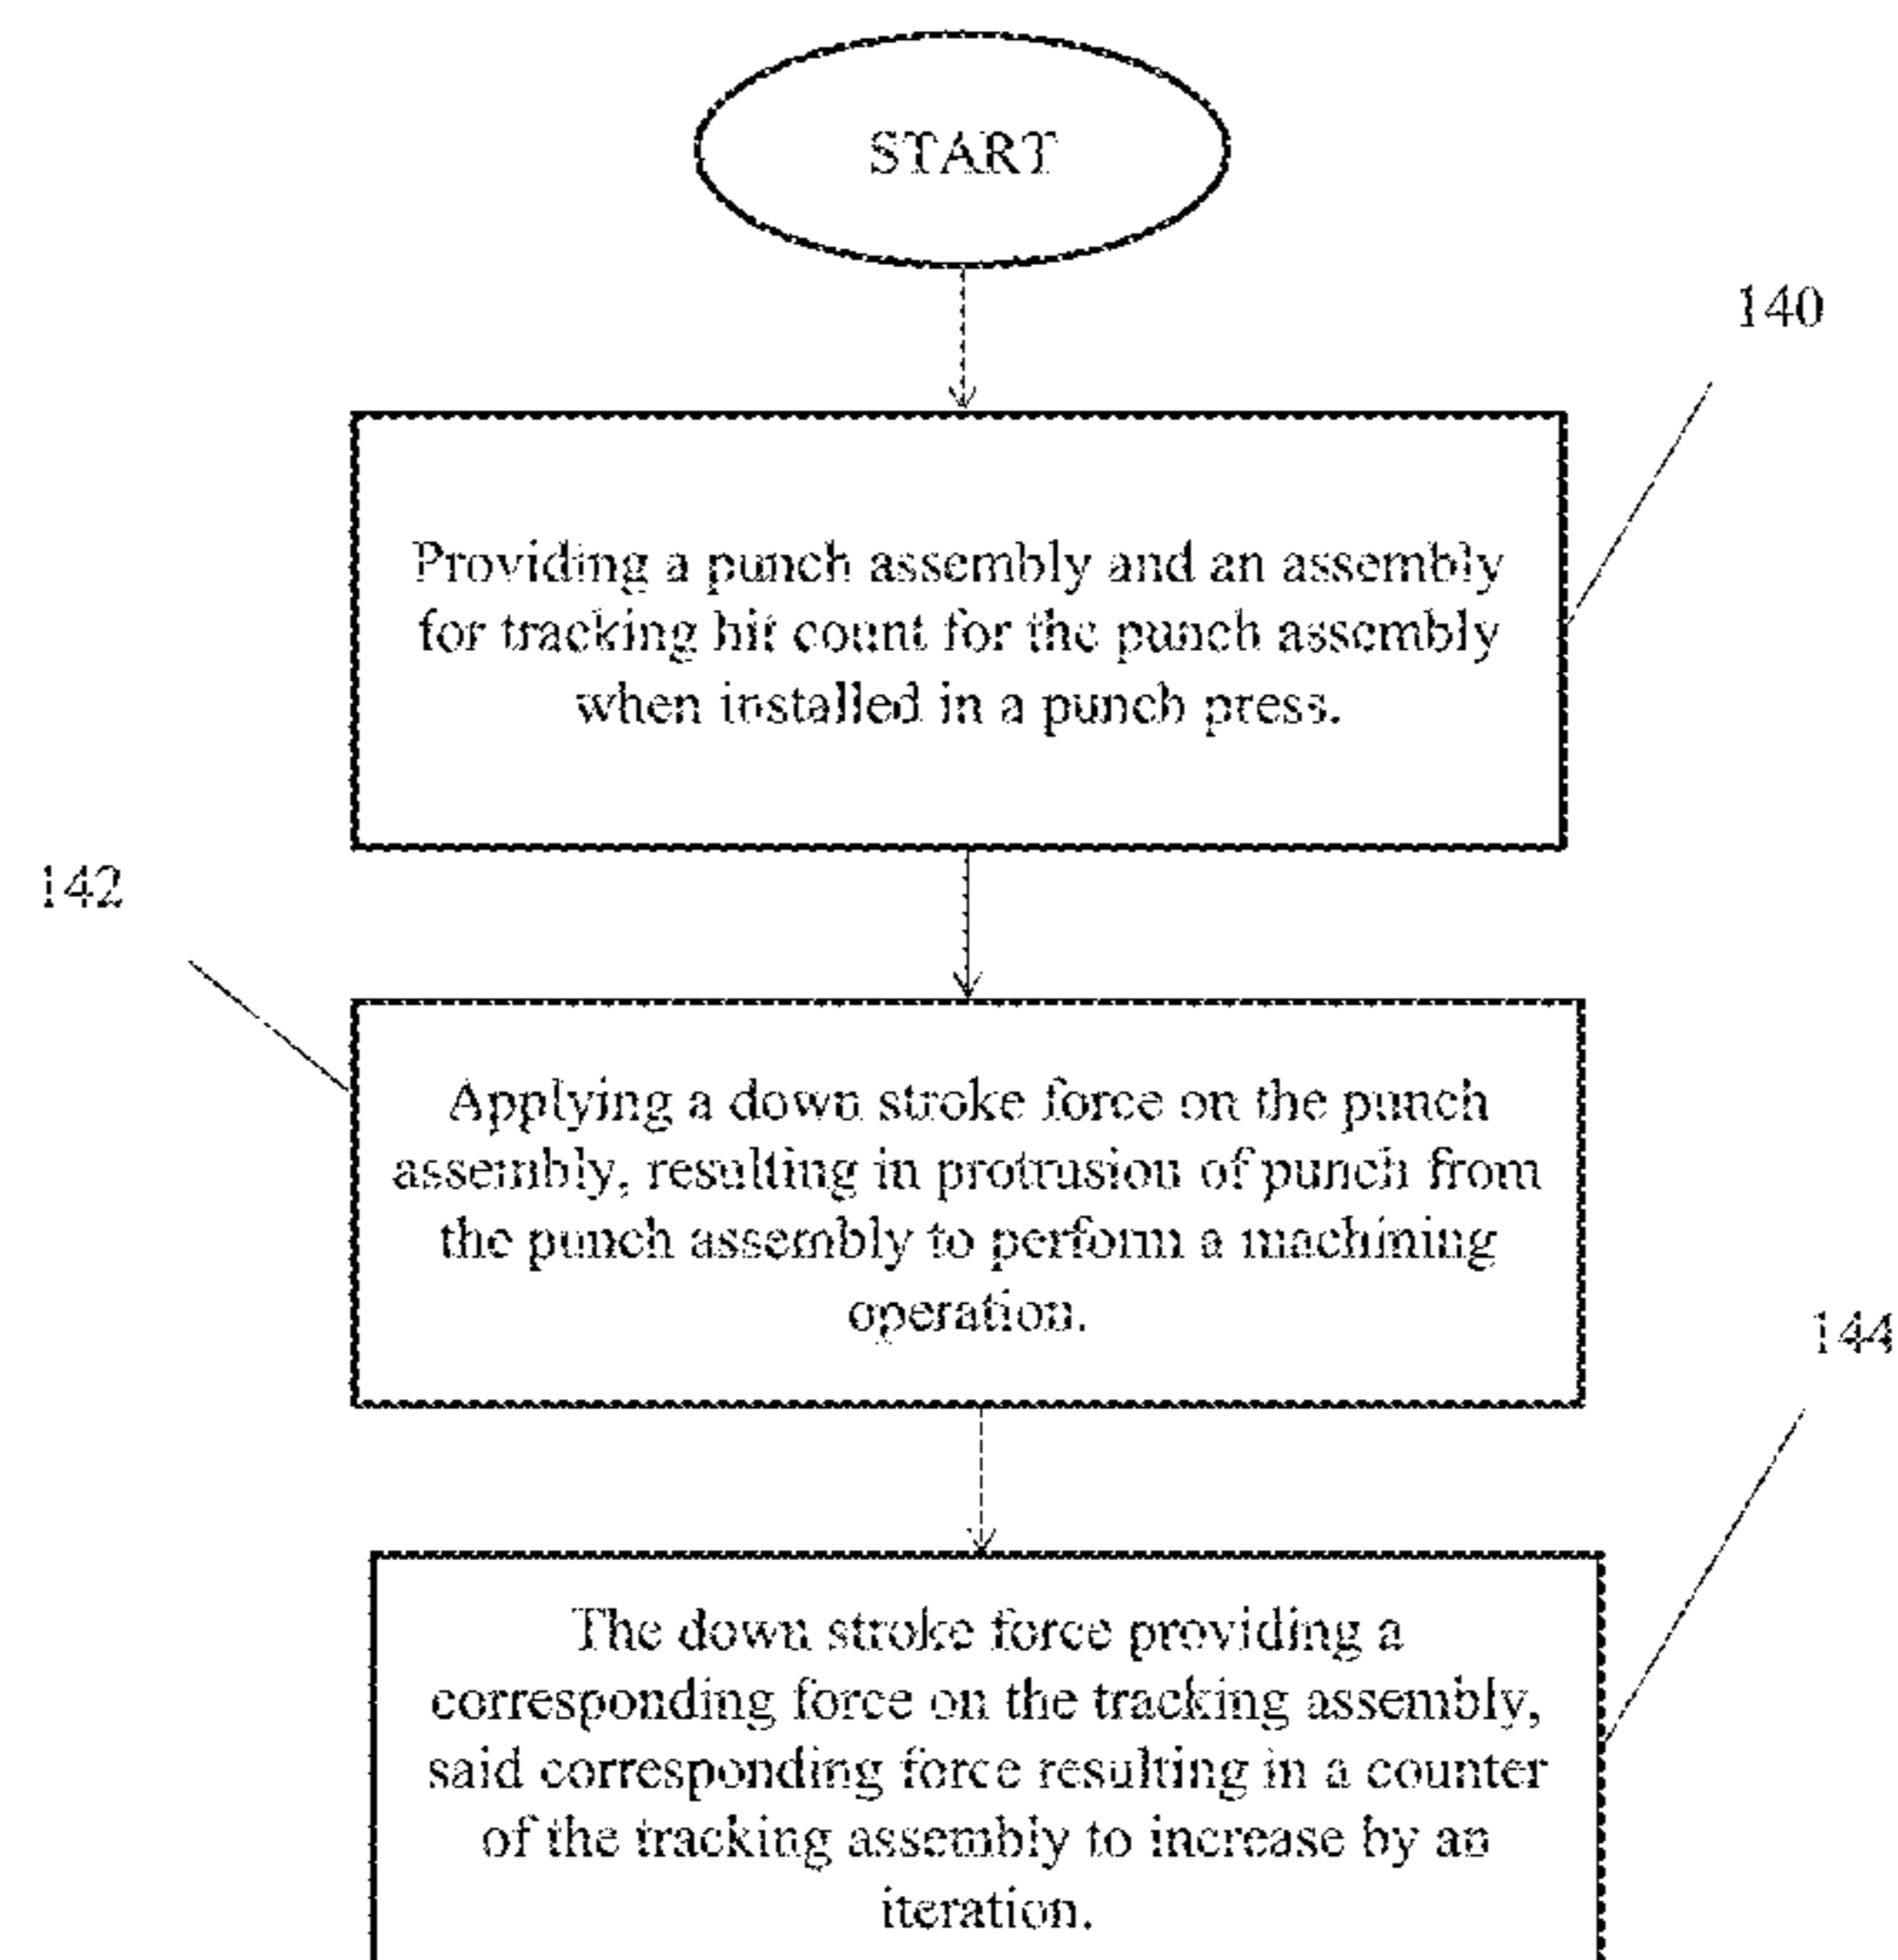 START
140
Providing a punch assembly and an assembly
for tracking hit count for the punch assembly
when installed in a punch press.
142
Applying a down stroke force on the punch
assembly, resulting in protrusion of punch from
the punch assembly to perform a machining
operation.
144
The down stroke force providing a
corresponding force on the tracking assembly,
said corresponding force resulting in a counter
of the tracking assembly to increase by an
iteration.